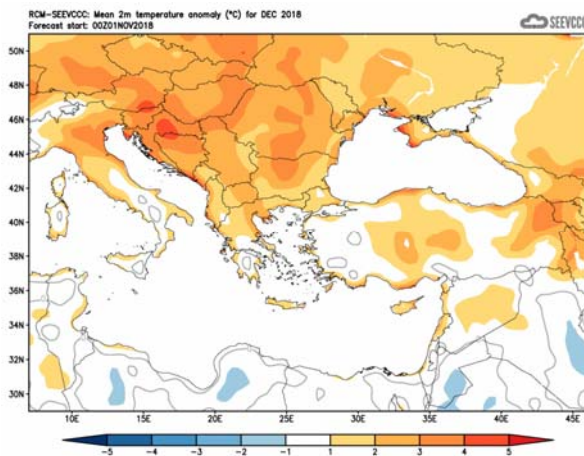 RCM-SEEVCCC: Mean 2m temperature anomaly (°C) for DEC 2018
Forecast start: 00Z01NOV2018
SEEVCCC
50N
48N
46N
44N
42N
40N
38N
36N
34N
32N
30N
10E 15E 20E 25E 30E 35E 40E 45E
-5 -4 -3 -2 -1 1 2 3 4 5